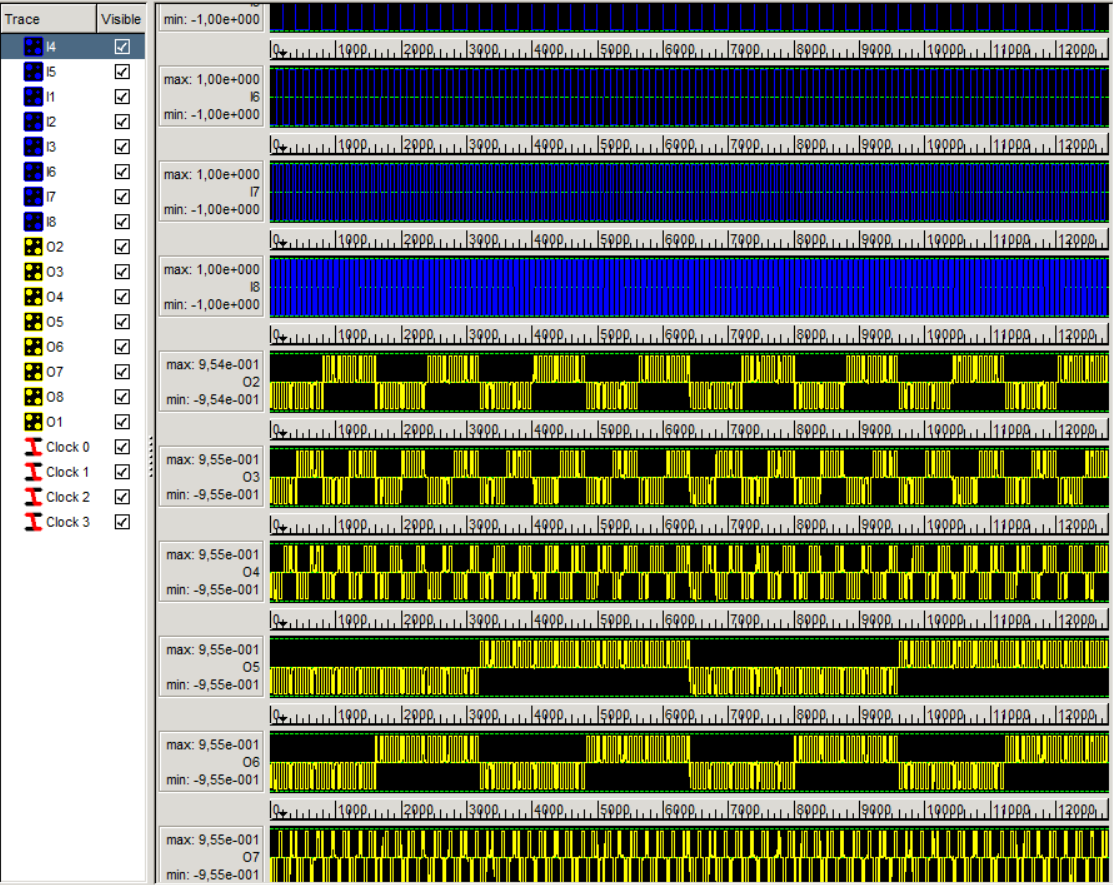 Trace Visible
I4
I5
I1
I2
I3
I6
I7
I8
O2
O3
O4
O5
O6
O7
O8
O1
Clock 0
Clock 1
Clock 2
Clock 3
min: -1,00e+000
0 1000 2000 3000 4000 5000 6000 7000 8000 9000 10000 11000 12000
max: 1,00e+000
I6
min: -1,00e+000
0 1000 2000 3000 4000 5000 6000 7000 8000 9000 10000 11000 12000
max: 1,00e+000
I7
min: -1,00e+000
0 1000 2000 3000 4000 5000 6000 7000 8000 9000 10000 11000 12000
max: 1,00e+000
I8
min: -1,00e+000
0 1000 2000 3000 4000 5000 6000 7000 8000 9000 10000 11000 12000
max: 9,54e-001
O2
min: -9,54e-001
0 1000 2000 3000 4000 5000 6000 7000 8000 9000 10000 11000 12000
max: 9,55e-001
O3
min: -9,55e-001
0 1000 2000 3000 4000 5000 6000 7000 8000 9000 10000 11000 12000
max: 9,55e-001
O4
min: -9,55e-001
0 1000 2000 3000 4000 5000 6000 7000 8000 9000 10000 11000 12000
max: 9,55e-001
O5
min: -9,55e-001
0 1000 2000 3000 4000 5000 6000 7000 8000 9000 10000 11000 12000
max: 9,55e-001
O6
min: -9,55e-001
0 1000 2000 3000 4000 5000 6000 7000 8000 9000 10000 11000 12000
max: 9,55e-001
O7
min: -9,55e-001